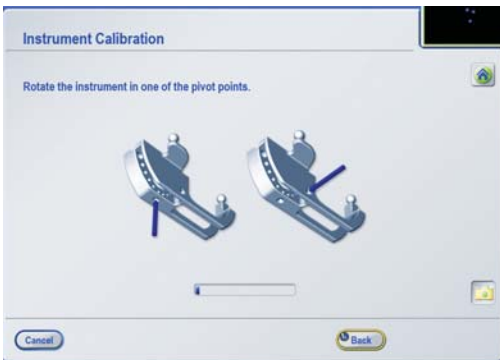 Instrument Calibration
Rotate the instrument in one of the pivot points.
Cancel
Back